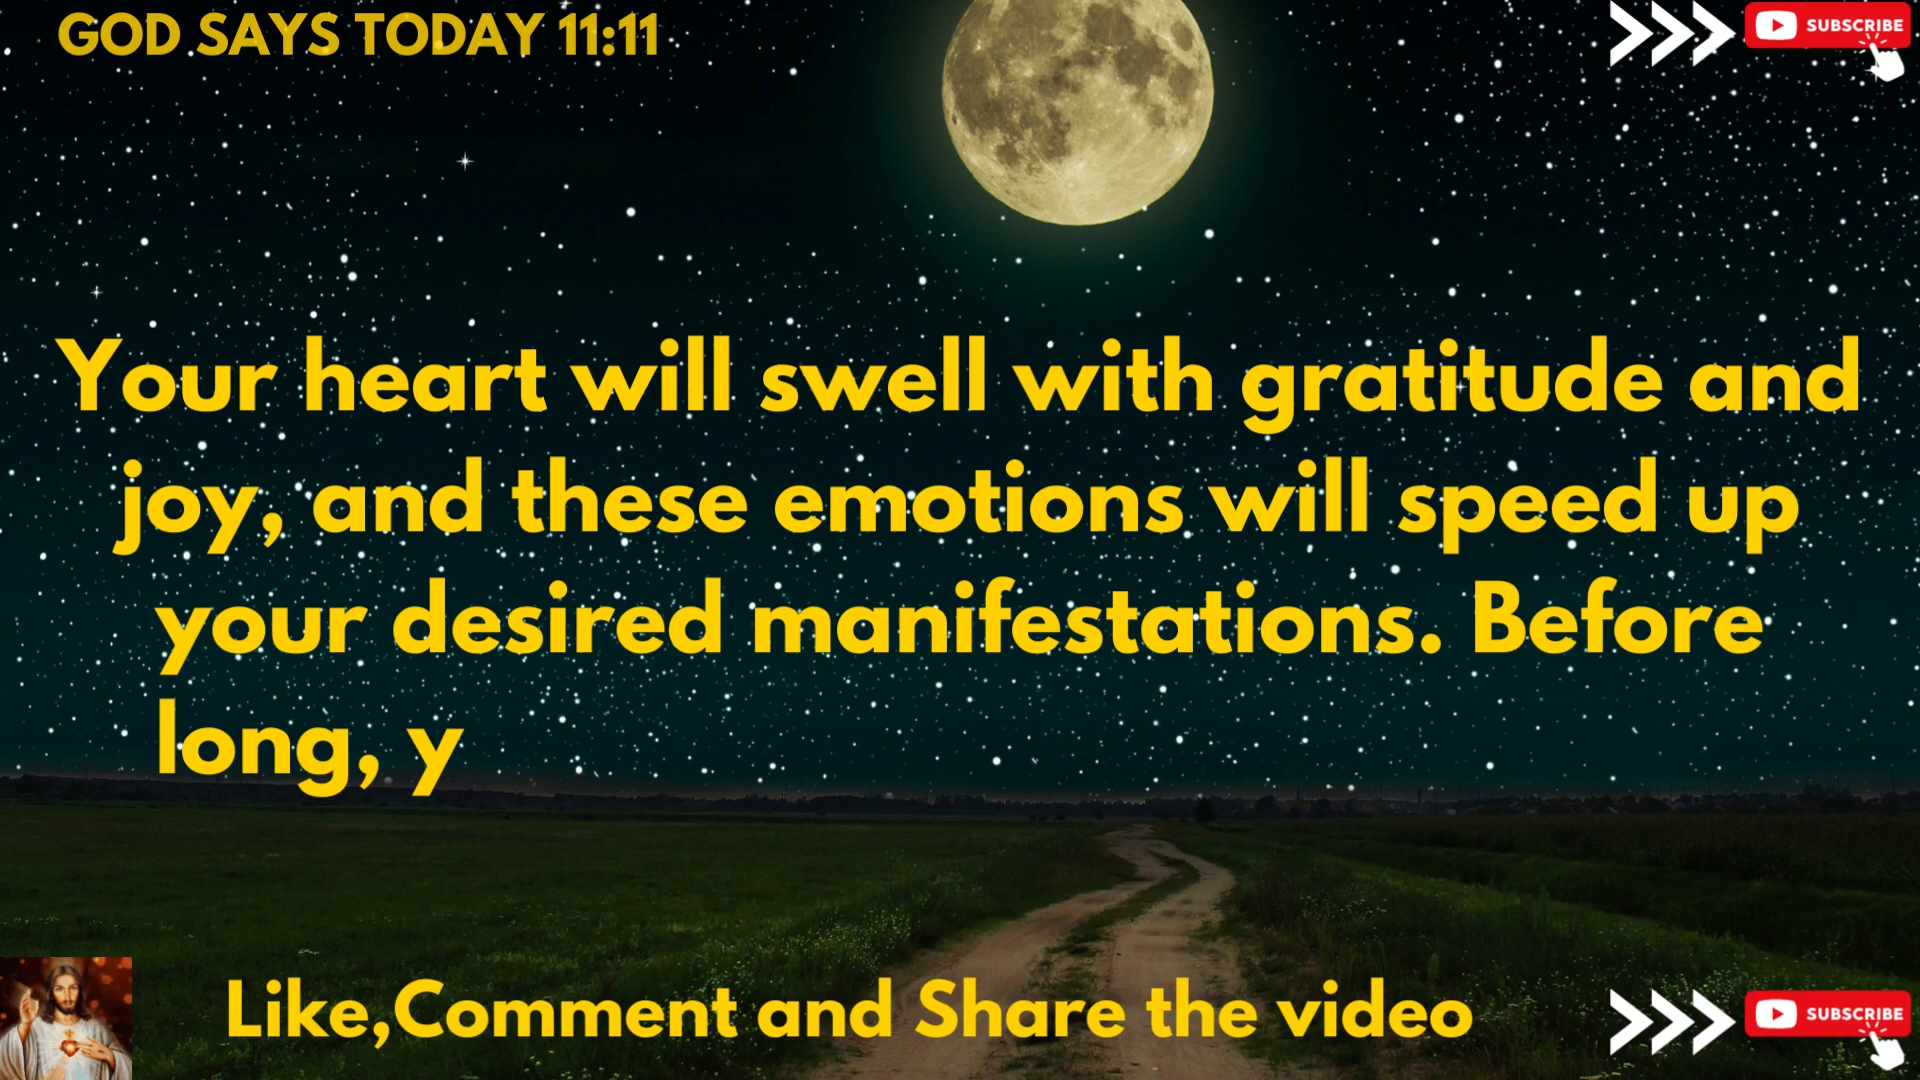 GOD SAYS TODAY 11:11
SUBSCRIBE
Your heart will swell with gratitude and
joy, and these emotions will speed up
your desired manifestations. Before
long, y
Like,Comment and Share the video
SUBSCRIBE